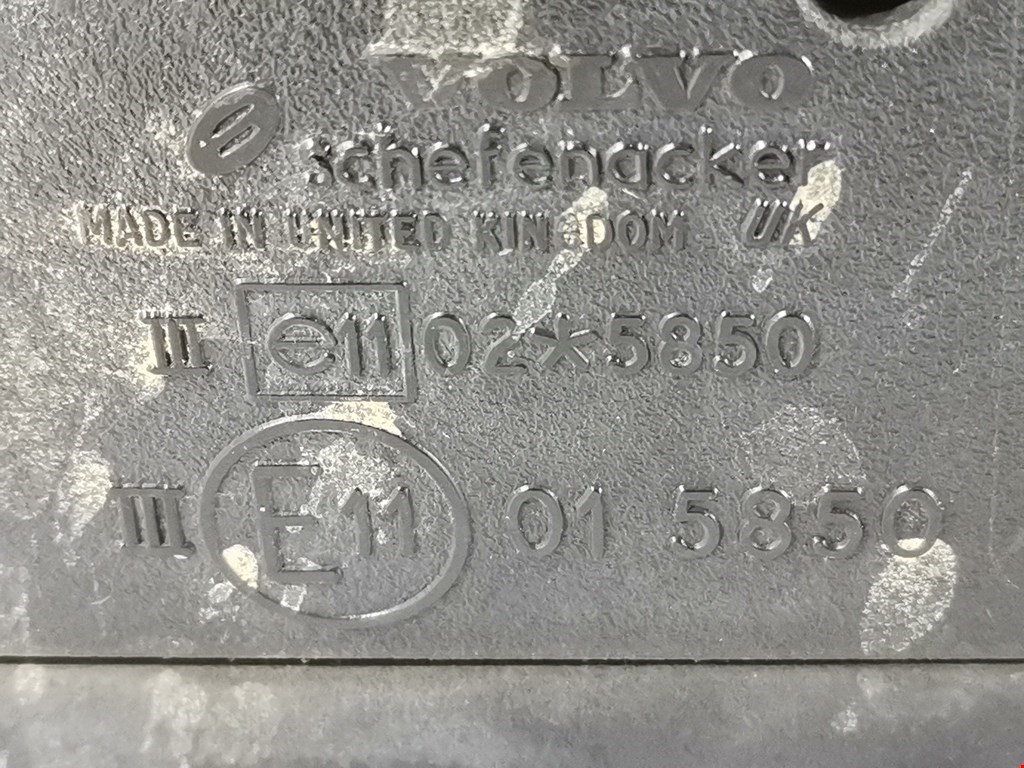 VOLVO
schefenacker
MADE IN UNITED KINGDOM UK
II e11 02*5850
III E11 01 5850